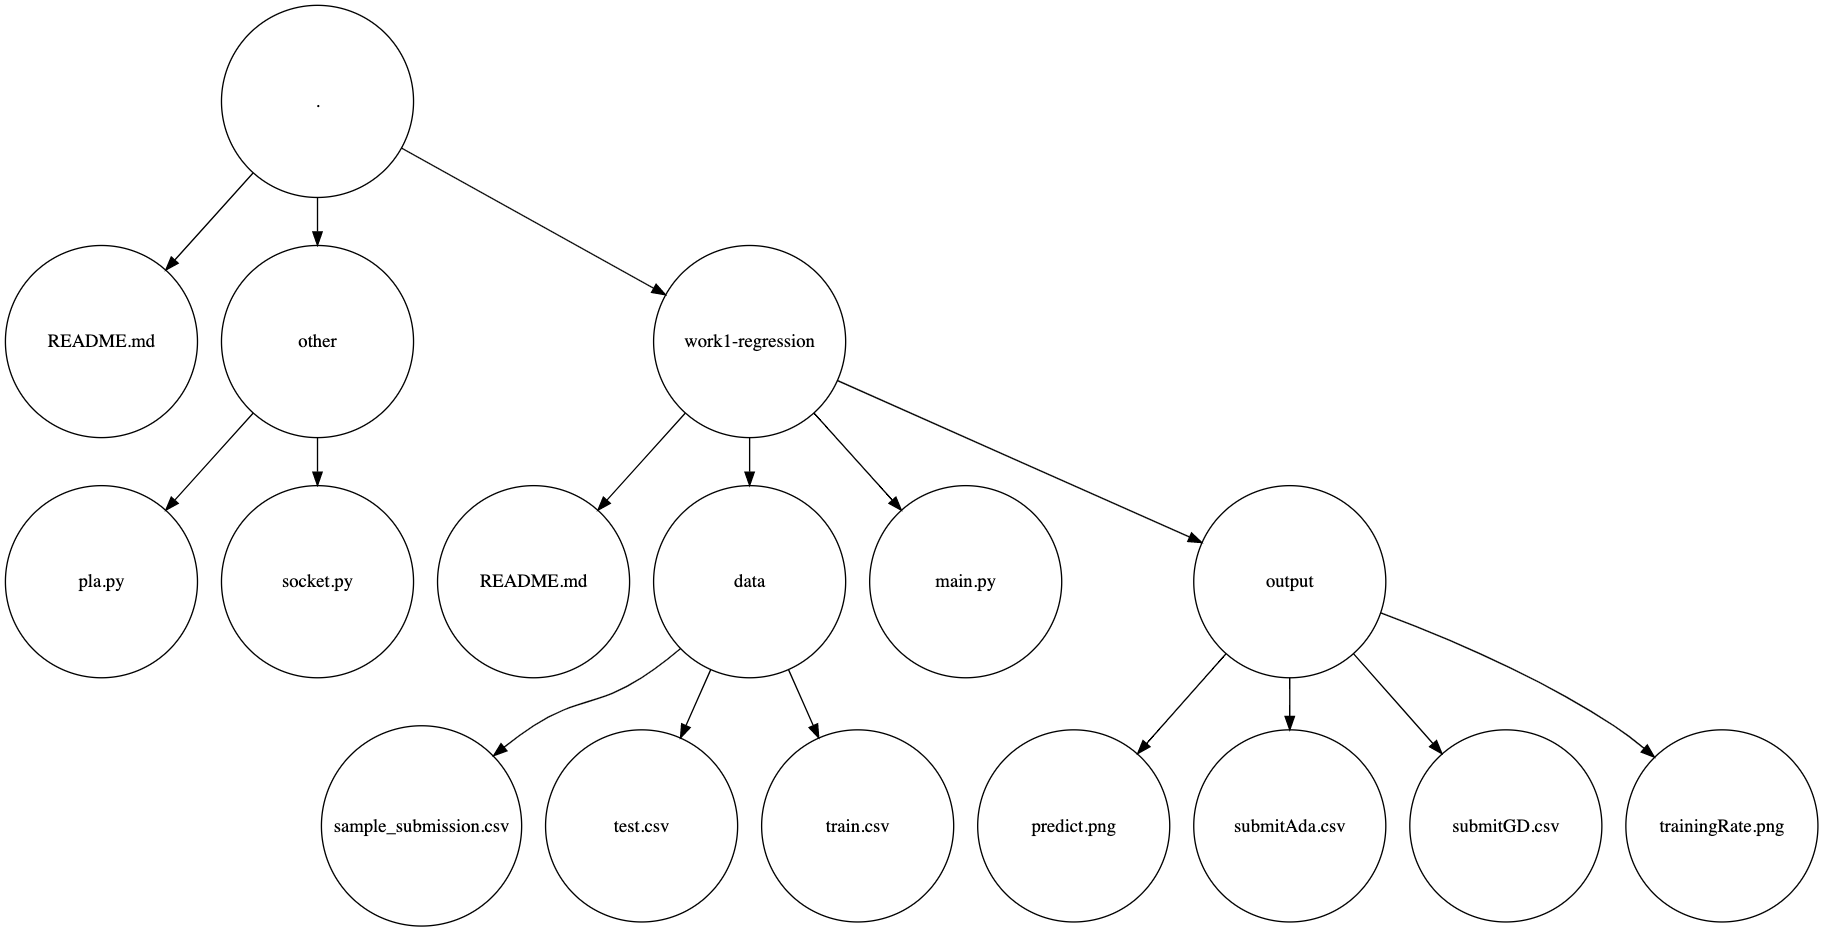 .
README.md
other
work1-regression
pla.py
socket.py
README.md
data
main.py
output
sample_submission.csv
test.csv
train.csv
predict.png
submitAda.csv
submitGD.csv
trainingRate.png